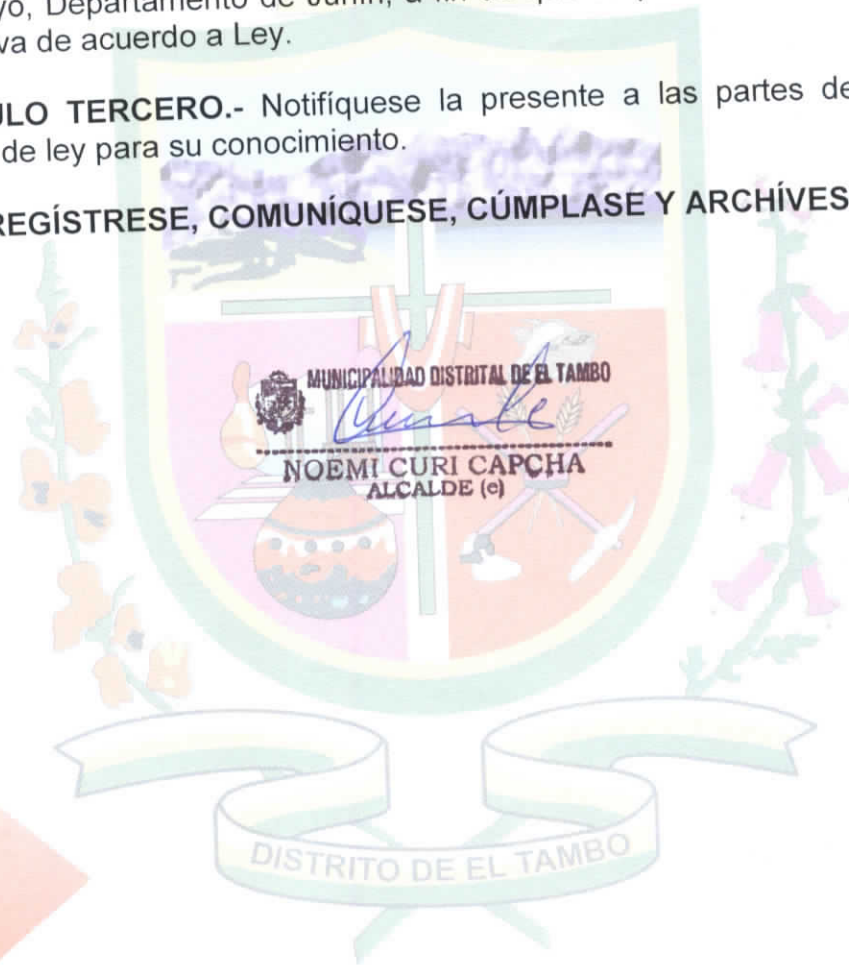 yo, Departamento de Junín, a
va de acuerdo a Ley.
ULO TERCERO.- Notifíquese la presente a las partes de
de ley para su conocimiento.
REGÍSTRESE, COMUNÍQUESE, CÚMPLASE Y ARCHÍVES
MUNICIPALIDAD DISTRITAL DE EL TAMBO
NOEMI CURI CAPCHA
ALCALDE (e)
DISTRITO DE EL TAMBO